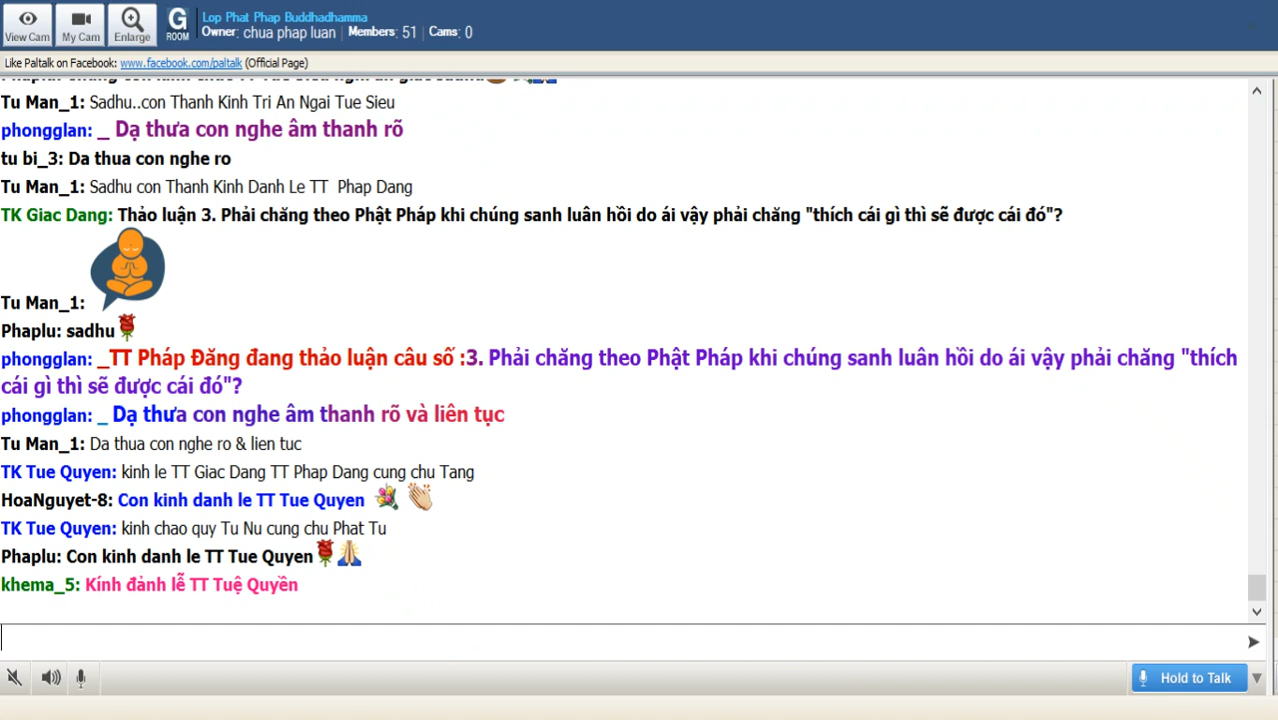 View Cam
My Cam
Enlarge
G
ROOM
Lop Phat Phap Buddhadhamma
Owner: chua phap luan | Members: 51 | Cams: 0
Like Paltalk on Facebook: www.facebook.com/paltalk (Official Page)
Tu Man_1: Sadhu..con Thanh Kinh Tri An Ngai Tue Sieu
phongglan: _ Dạ thưa con nghe âm thanh rõ
tu bi_3: Da thua con nghe ro
Tu Man_1: Sadhu con Thanh Kinh Danh Le TT Phap Dang
TK Giac Dang: Thảo luận 3. Phải chăng theo Phật Pháp khi chúng sanh luân hồi do ái vậy phải chăng "thích cái gì thì sẽ được cái đó"?
Tu Man_1:
Phaplu: sadhu
phongglan: _TT Pháp Đăng đang thảo luận câu số :3. Phải chăng theo Phật Pháp khi chúng sanh luân hồi do ái vậy phải chăng "thích
cái gì thì sẽ được cái đó"?
phongglan: _ Dạ thưa con nghe âm thanh rõ và liên tục
Tu Man_1: Da thua con nghe ro & lien tuc
TK Tue Quyen: kinh le TT Giac Dang TT Phap Dang cung chu Tang
HoaNguyet-8: Con kinh danh le TT Tue Quyen
TK Tue Quyen: kinh chao quy Tu Nu cung chu Phat Tu
Phaplu: Con kinh danh le TT Tue Quyen
khema_5: Kính đảnh lễ TT Tuệ Quyền
Hold to Talk